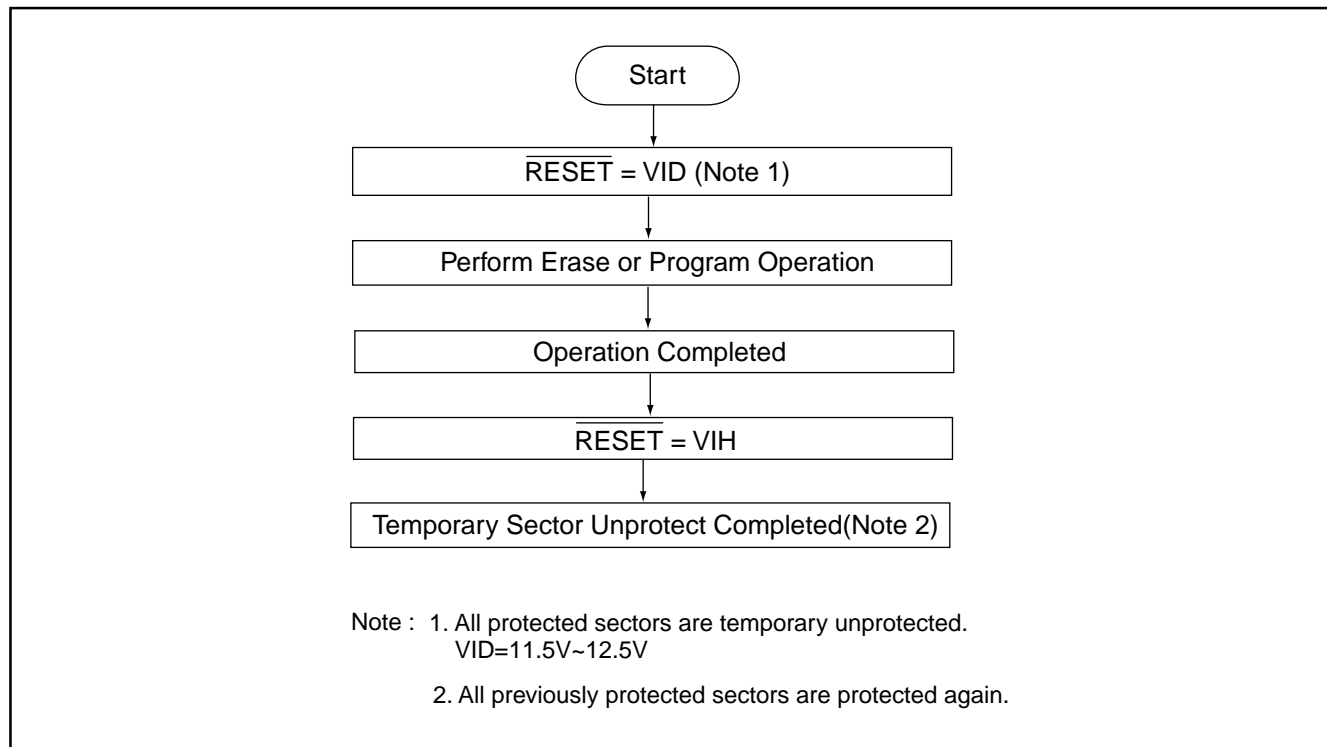 Start
RESET = VID (Note 1)
Perform Erase or Program Operation
Operation Completed
RESET = VIH
Temporary Sector Unprotect Completed(Note 2)
Note : 1. All protected sectors are temporary unprotected.
VID=11.5V~12.5V
2. All previously protected sectors are protected again.